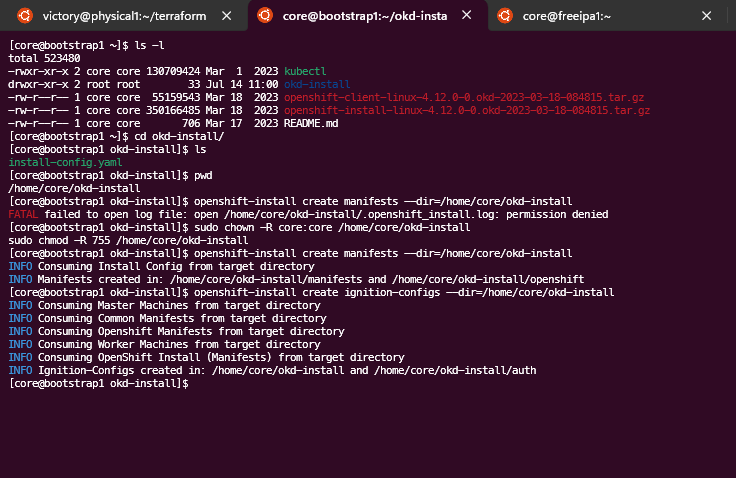 victory@physical1:~/terraform
core@bootstrap1:~/okd-insta
core@freeipa1:~
[core@bootstrap1 ~]$ ls -l
total 523480
-rwxr-xr-x 2 core core 130709424 Mar  1  2023 kubectl
drwxr-xr-x 2 root root        33 Jul 14 11:00 okd-install
-rw-r--r-- 1 core core  55159543 Mar 18  2023 openshift-client-linux-4.12.0-0.okd-2023-03-18-084815.tar.gz
-rw-r--r-- 1 core core 350166485 Mar 18  2023 openshift-install-linux-4.12.0-0.okd-2023-03-18-084815.tar.gz
-rw-r--r-- 1 core core       706 Mar 17  2023 README.md
[core@bootstrap1 ~]$ cd okd-install/
[core@bootstrap1 okd-install]$ ls
install-config.yaml
[core@bootstrap1 okd-install]$ pwd
/home/core/okd-install
[core@bootstrap1 okd-install]$ openshift-install create manifests --dir=/home/core/okd-install
FATAL failed to open log file: open /home/core/okd-install/.openshift_install.log: permission denied
[core@bootstrap1 okd-install]$ sudo chown -R core:core /home/core/okd-install
sudo chmod -R 755 /home/core/okd-install
[core@bootstrap1 okd-install]$ openshift-install create manifests --dir=/home/core/okd-install
INFO Consuming Install Config from target directory
INFO Manifests created in: /home/core/okd-install/manifests and /home/core/okd-install/openshift
[core@bootstrap1 okd-install]$ openshift-install create ignition-configs --dir=/home/core/okd-install
INFO Consuming Master Machines from target directory
INFO Consuming Common Manifests from target directory
INFO Consuming Openshift Manifests from target directory
INFO Consuming Worker Machines from target directory
INFO Consuming OpenShift Install (Manifests) from target directory
INFO Ignition-Configs created in: /home/core/okd-install and /home/core/okd-install/auth
[core@bootstrap1 okd-install]$